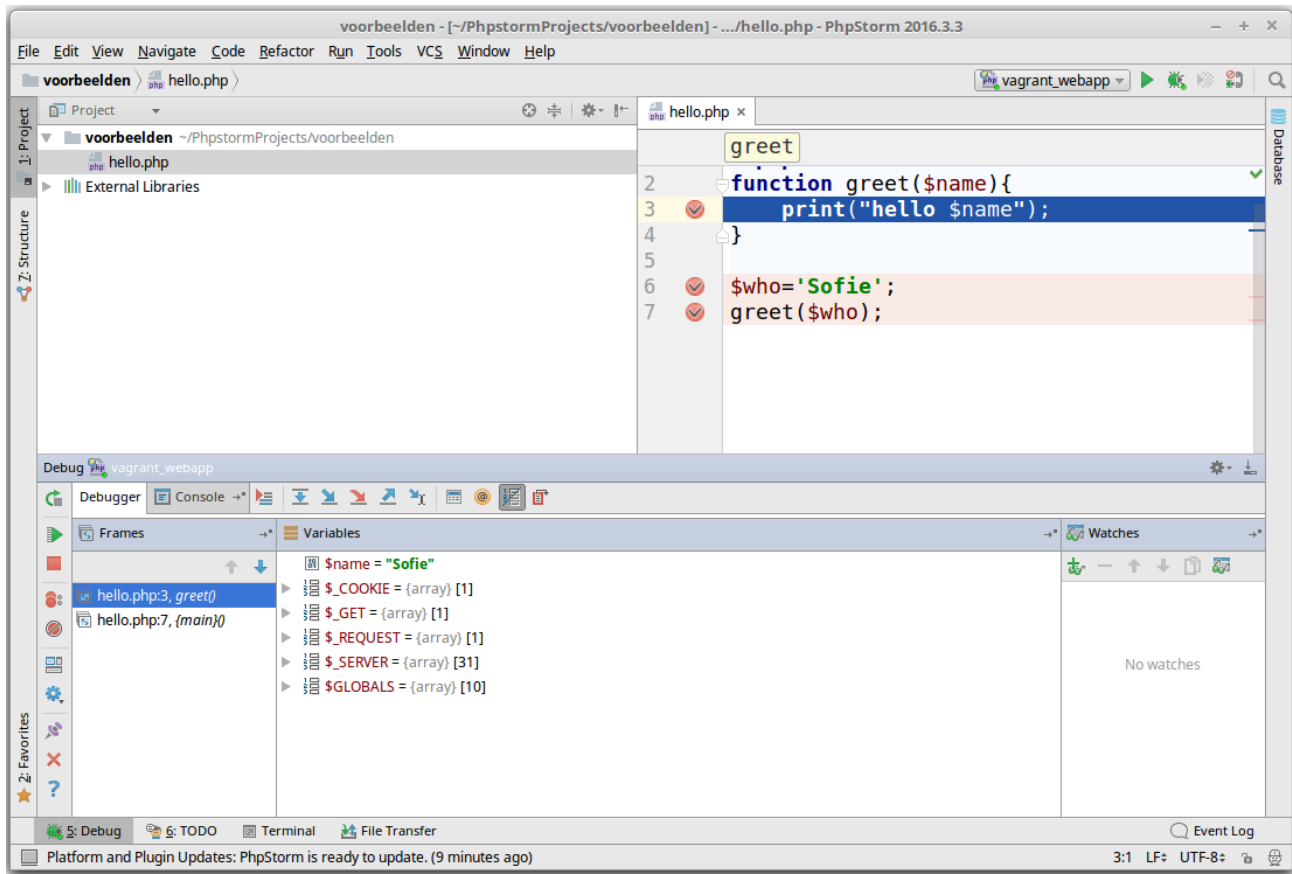 voorbeelden - [~/PhpstormProjects/voorbeelden] - .../hello.php - PhpStorm 2016.3.3
File Edit View Navigate Code Refactor Run Tools VCS Window Help
voorbeelden hello.php vagrant_webapp
1: Project
Z: Structure
2: Favorites
Project
voorbeelden ~/PhpstormProjects/voorbeelden
hello.php
External Libraries
hello.php
greet
2 function greet($name){
3 print("hello $name");
4 }
5
6 $who='Sofie';
7 greet($who);
Database
Debug vagrant_webapp
Debugger Console
Frames
hello.php:3, greet()
hello.php:7, {main}()
Variables
$name = "Sofie"
$_COOKIE = {array} [1]
$_GET = {array} [1]
$_REQUEST = {array} [1]
$_SERVER = {array} [31]
$GLOBALS = {array} [10]
Watches
No watches
5: Debug 6: TODO Terminal File Transfer Event Log
Platform and Plugin Updates: PhpStorm is ready to update. (9 minutes ago) 3:1 LF UTF-8